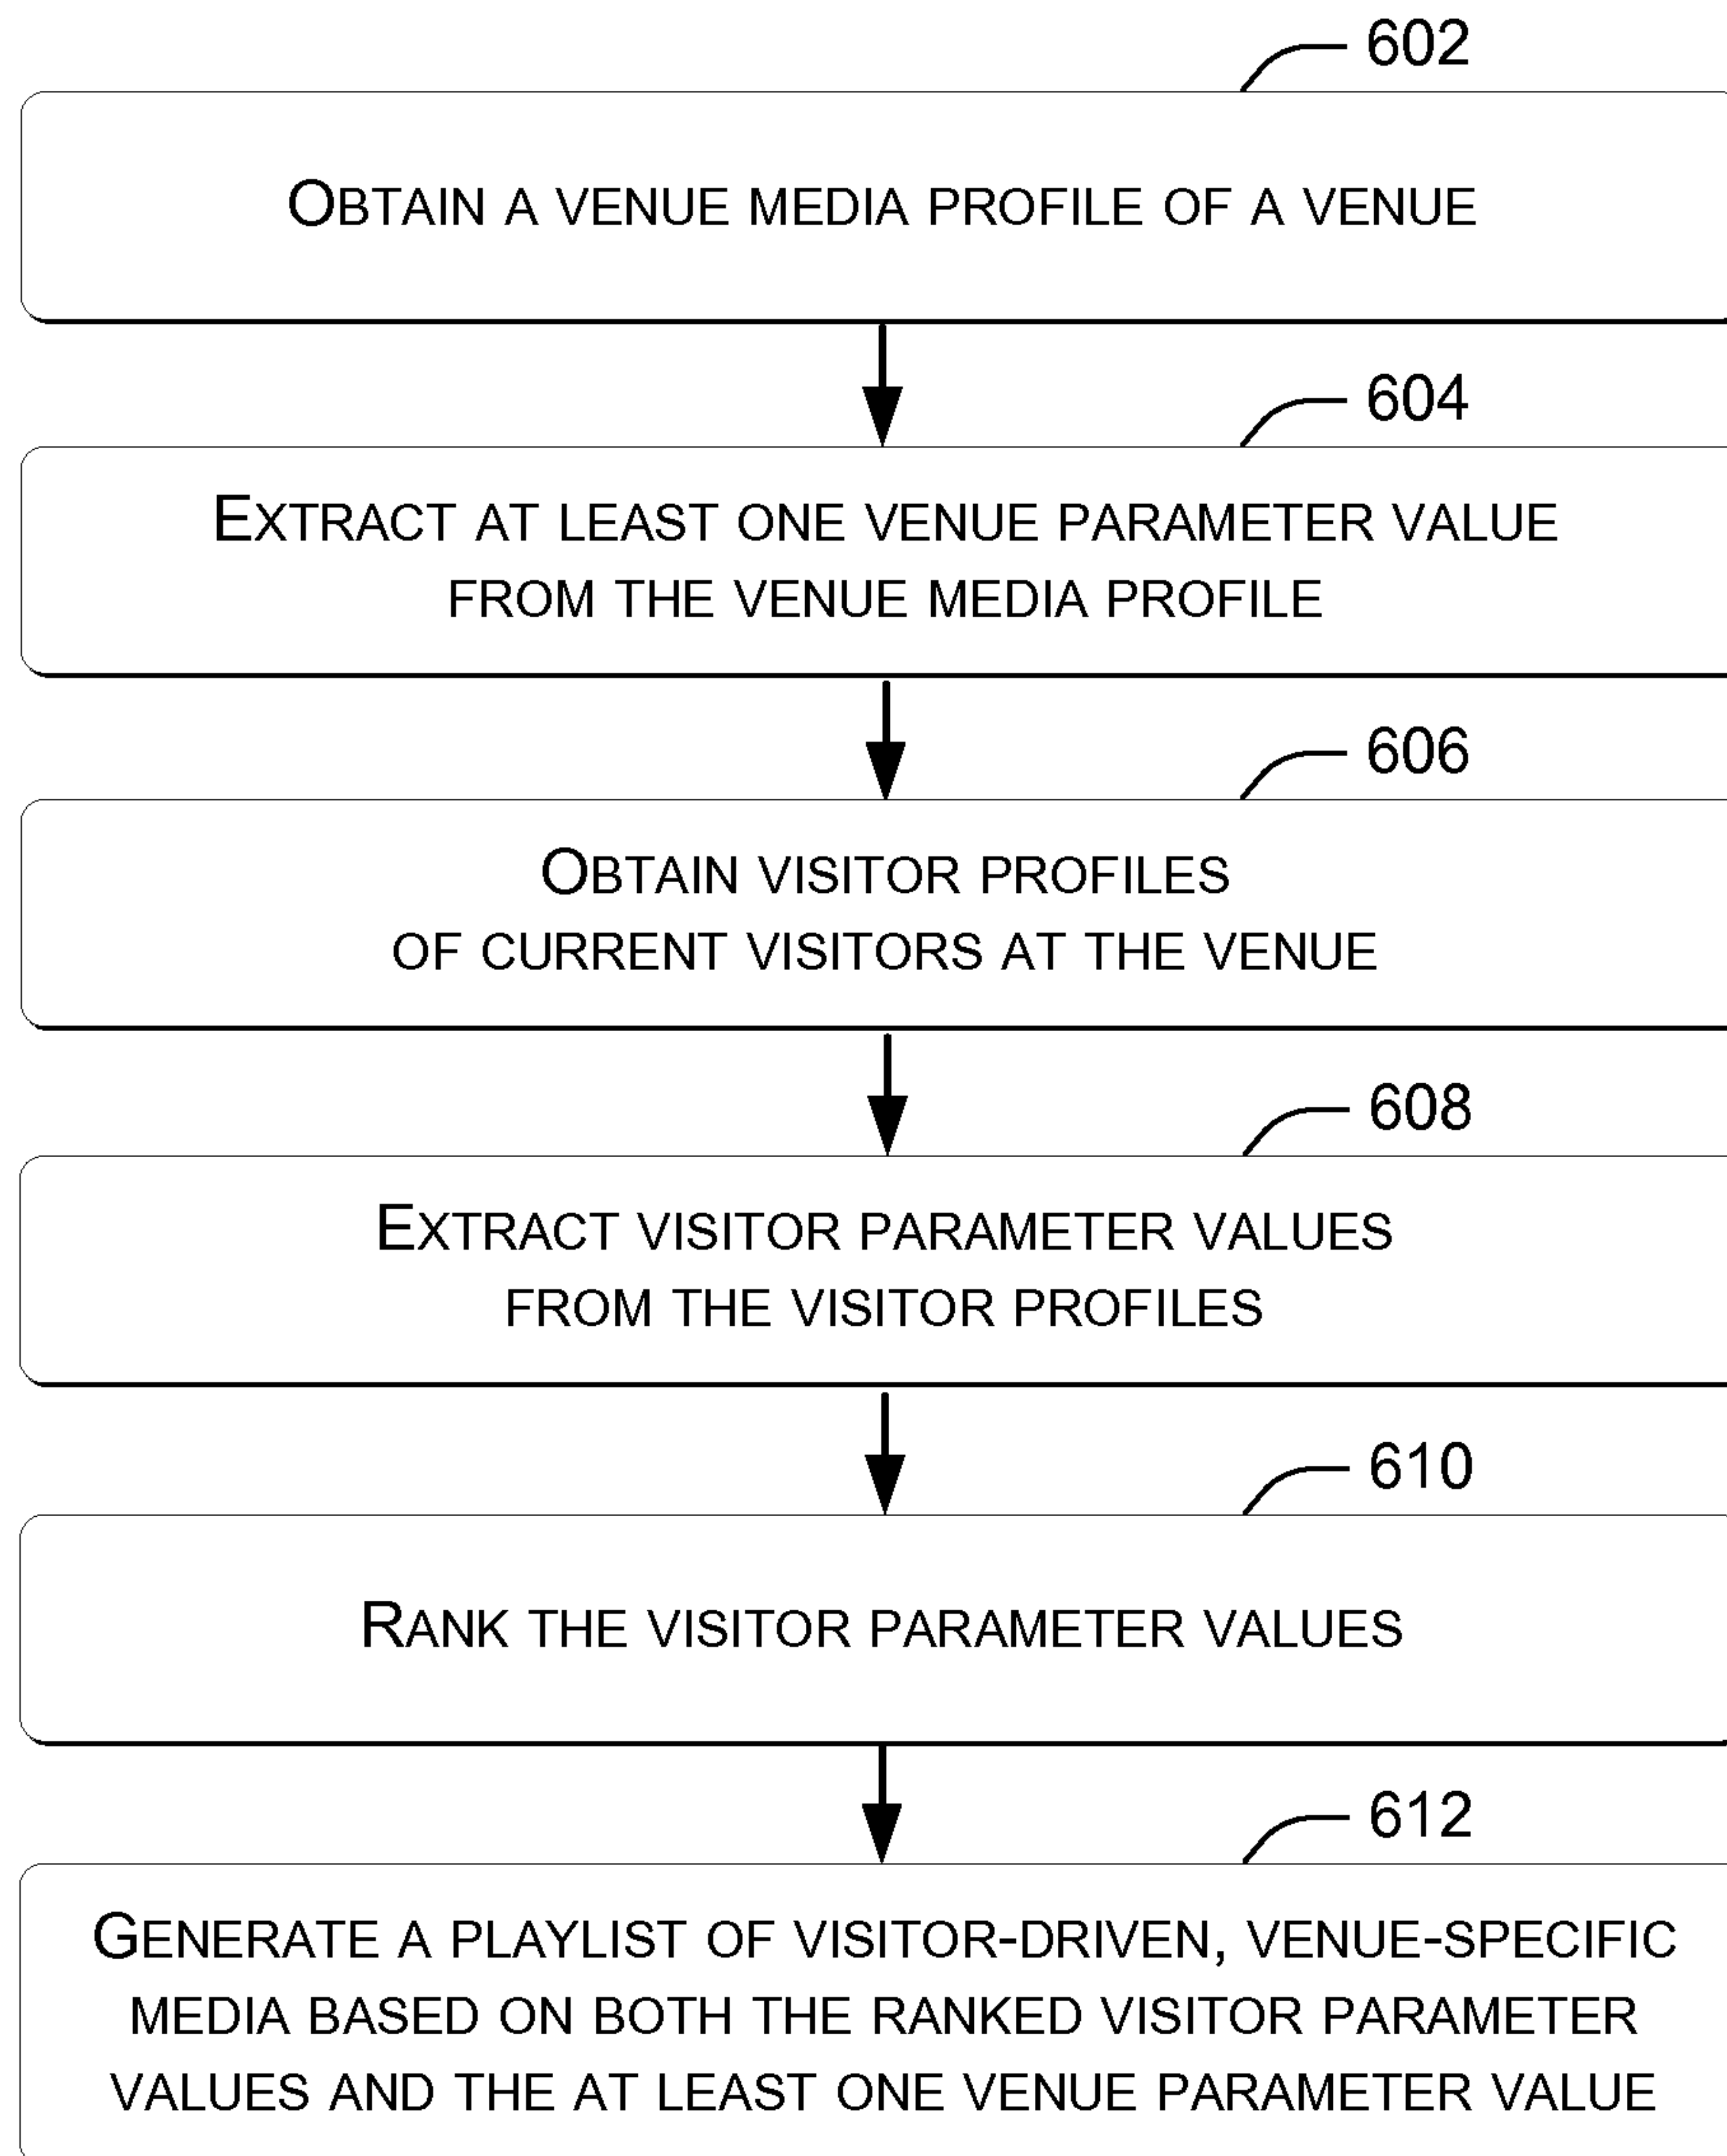 602
OBTAIN A VENUE MEDIA PROFILE OF A VENUE
604
EXTRACT AT LEAST ONE VENUE PARAMETER VALUE
FROM THE VENUE MEDIA PROFILE
606
OBTAIN VISITOR PROFILES
OF CURRENT VISITORS AT THE VENUE
608
EXTRACT VISITOR PARAMETER VALUES
FROM THE VISITOR PROFILES
610
RANK THE VISITOR PARAMETER VALUES
612
GENERATE A PLAYLIST OF VISITOR-DRIVEN, VENUE-SPECIFIC
MEDIA BASED ON BOTH THE RANKED VISITOR PARAMETER
VALUES AND THE AT LEAST ONE VENUE PARAMETER VALUE